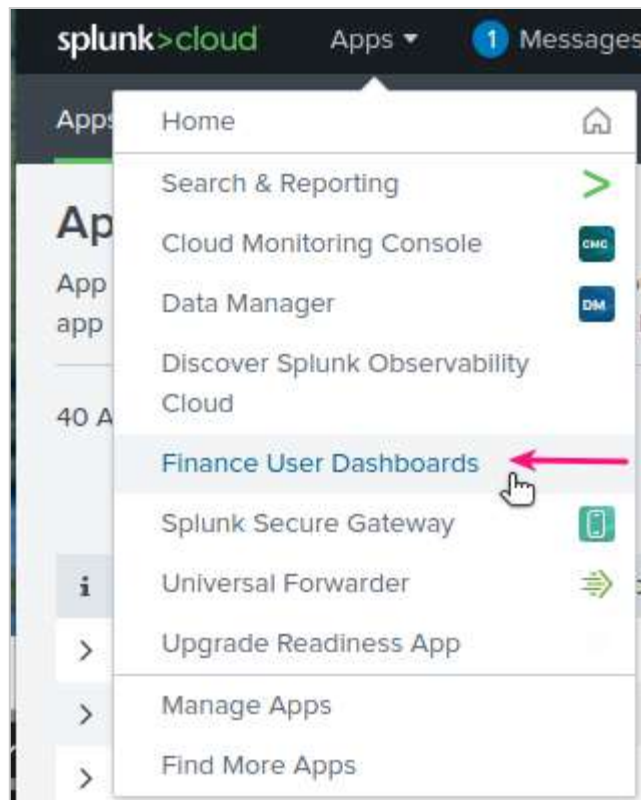 splunk>cloud Apps 1 Messages
Apps
Home
Search & Reporting
Ap
Cloud Monitoring Console CMC
App
Data Manager DM
app
Discover Splunk Observability
Cloud
40 A
Finance User Dashboards
Splunk Secure Gateway
i Universal Forwarder
Upgrade Readiness App
Manage Apps
Find More Apps